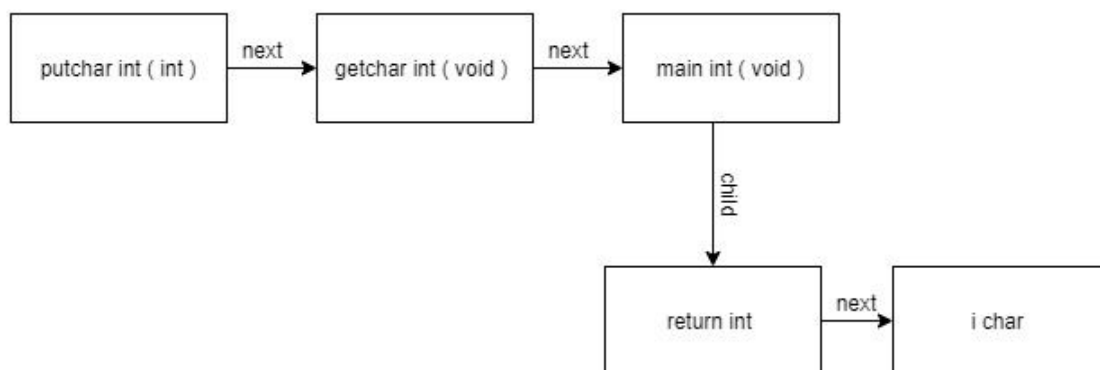 putchar int ( int )
next
getchar int ( void )
next
main int ( void )
child
return int
next
i char